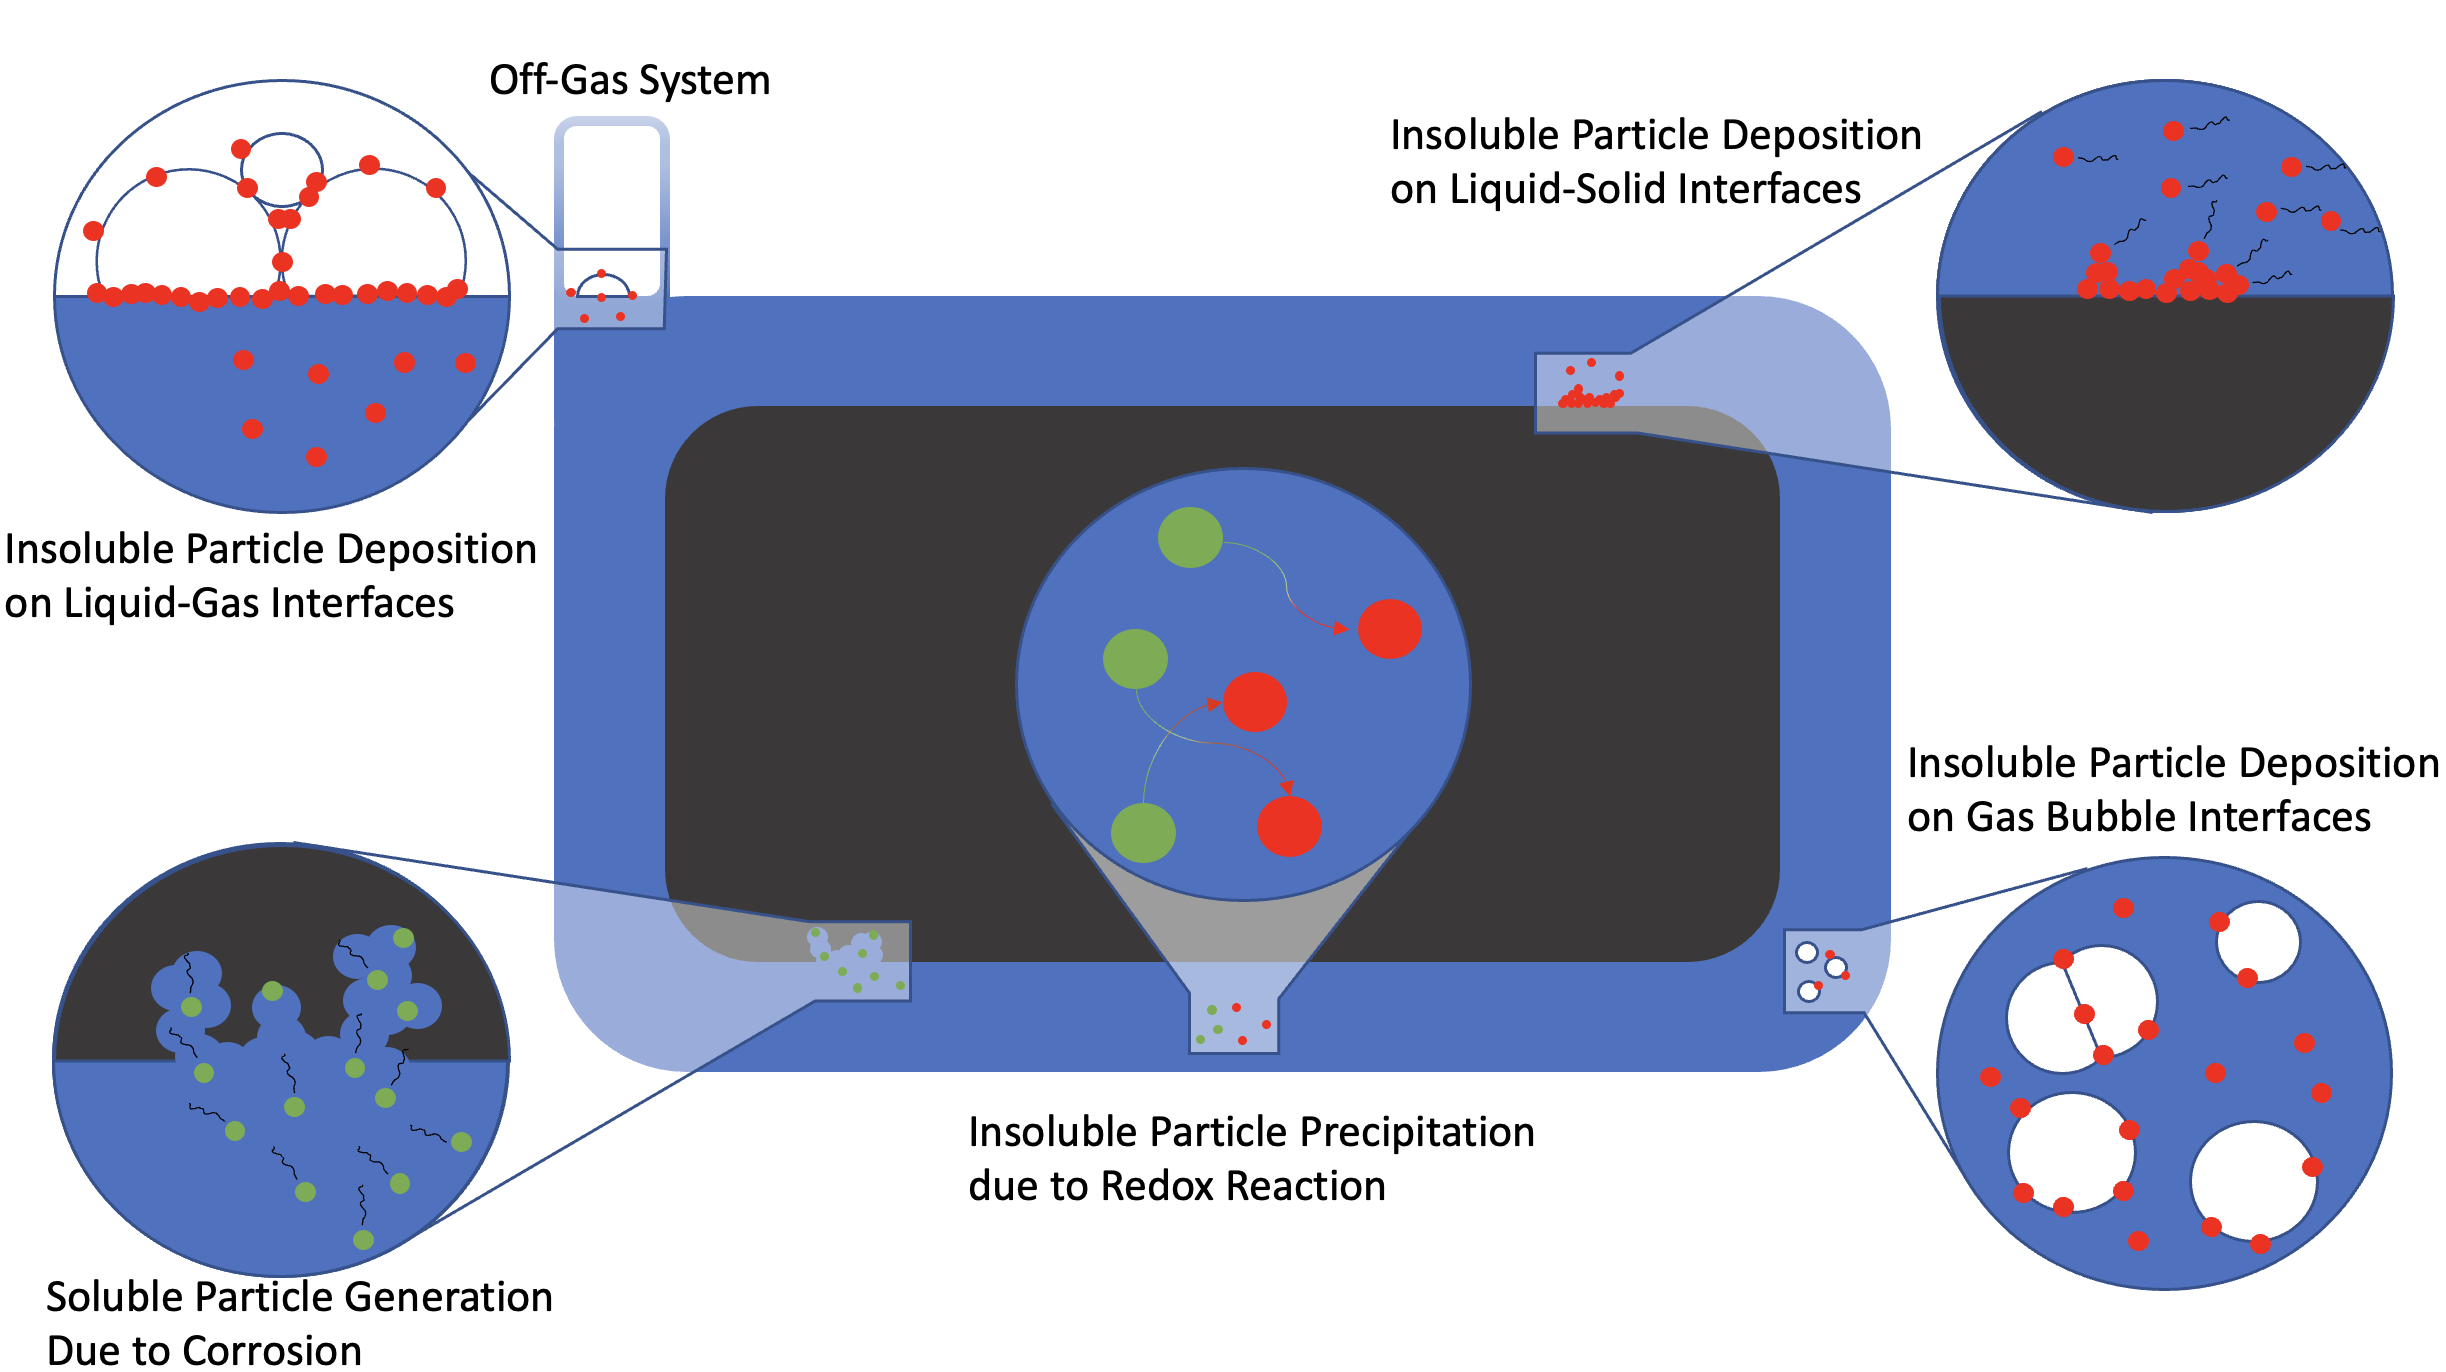 Off-Gas System
Insoluble Particle Deposition
on Liquid-Solid Interfaces
Insoluble Particle Deposition
on Liquid-Gas Interfaces
Insoluble Particle Deposition
on Gas Bubble Interfaces
Insoluble Particle Precipitation
due to Redox Reaction
Soluble Particle Generation
Due to Corrosion